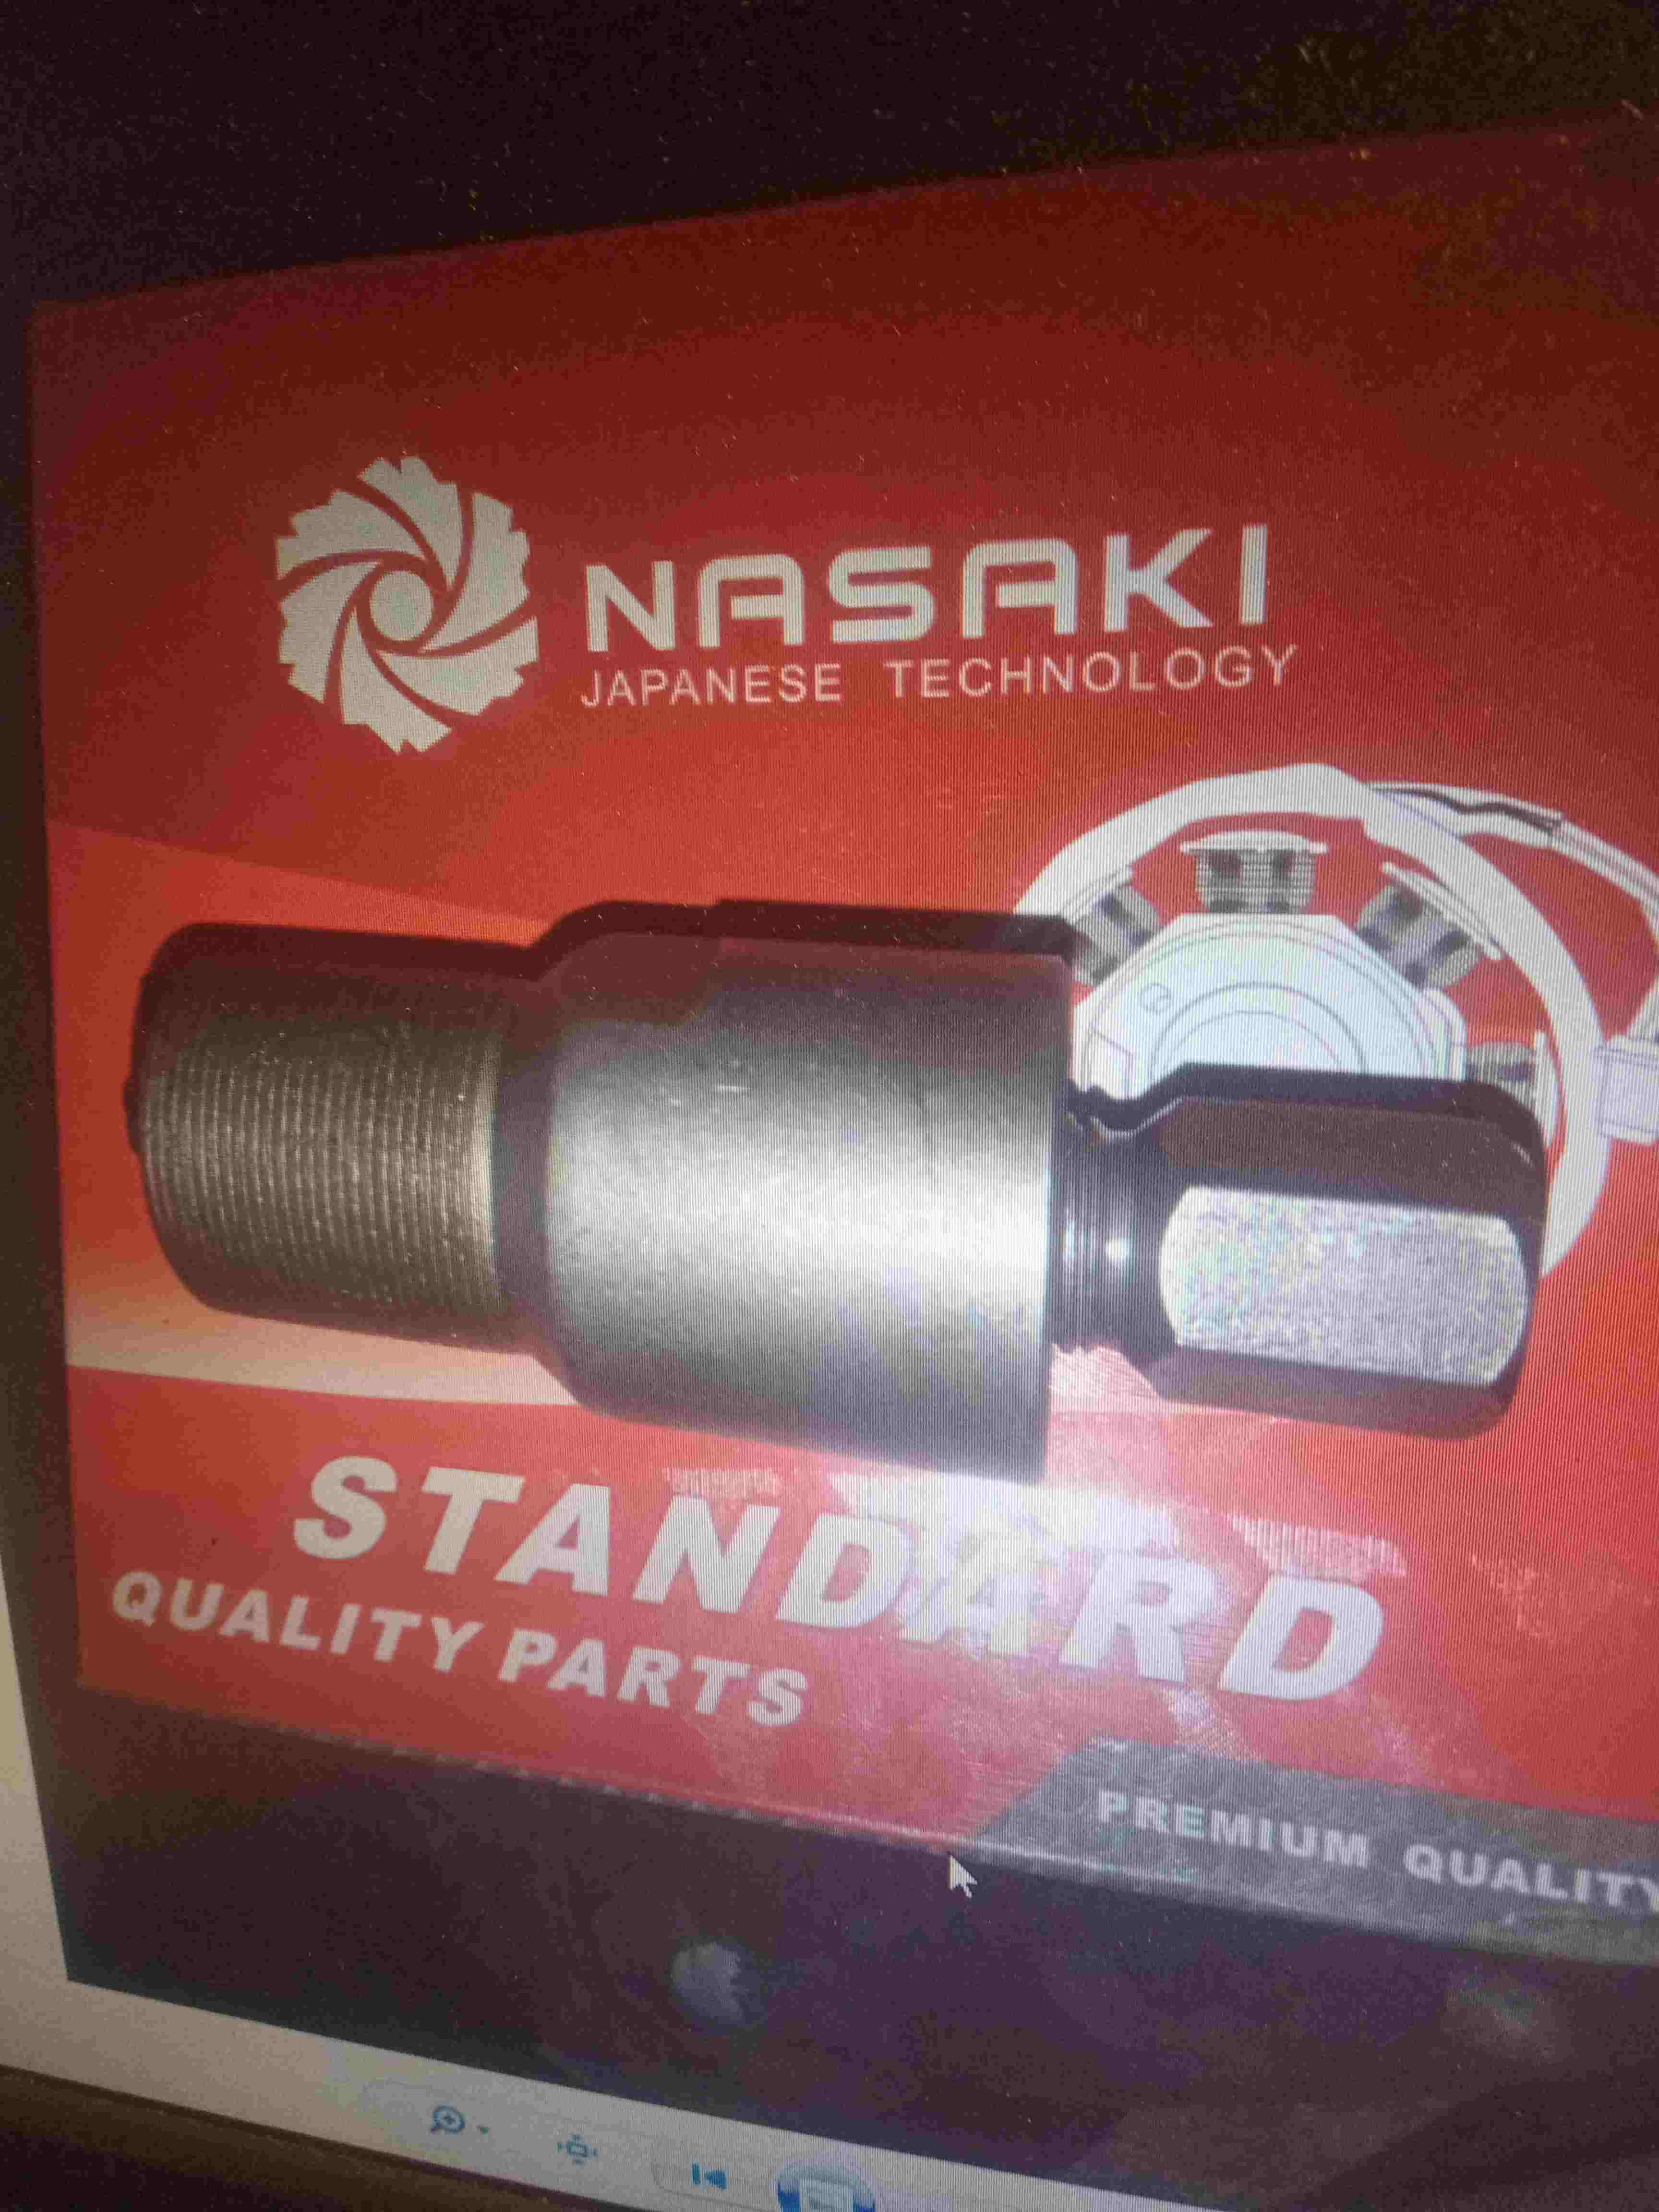 NASAKI
JAPANESE TECHNOLOGY
STANDARD
QUALITY PARTS
PREMIUM QUALITY